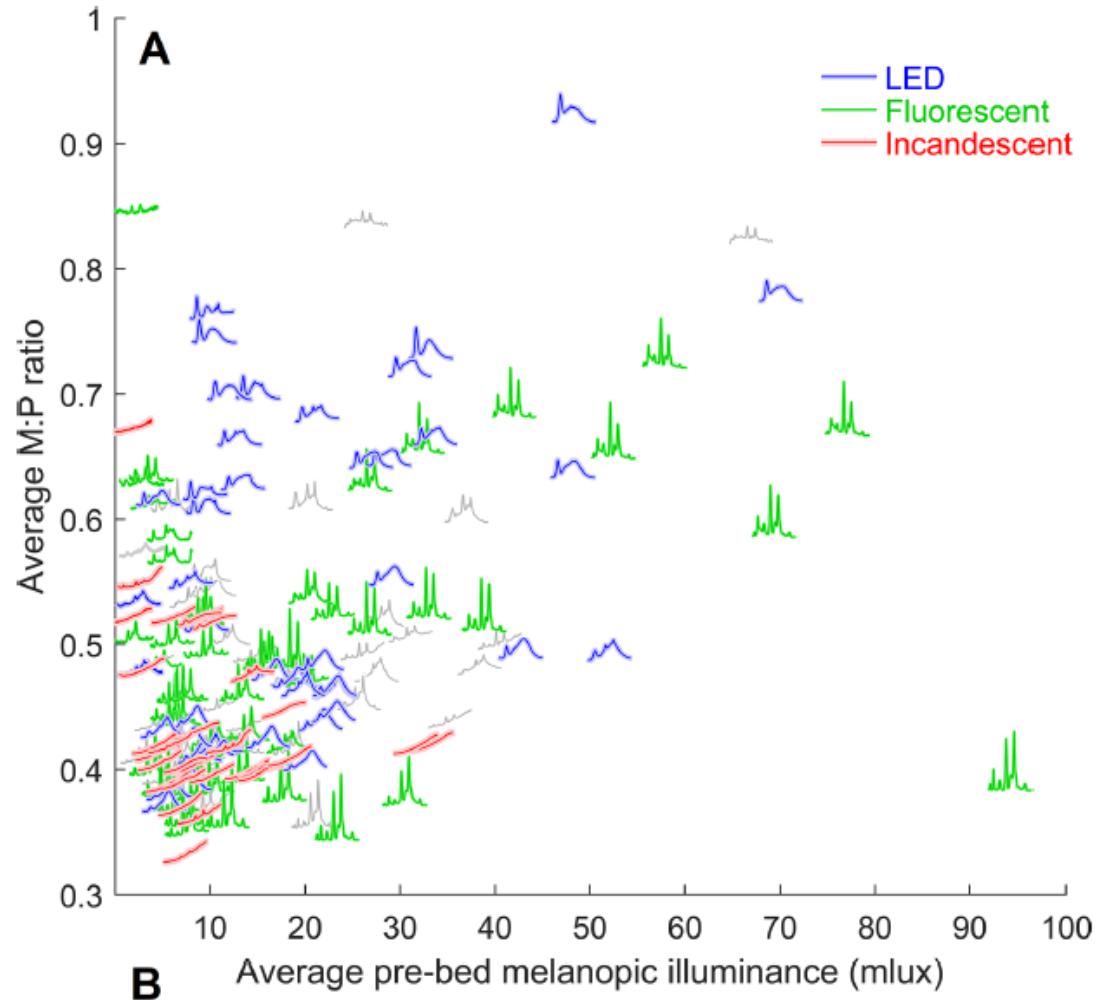 A
LED
Fluorescent
Incandescent
1
0.9
0.8
0.7
0.6
0.5
0.4
0.3
Average M:P ratio
10 20 30 40 50 60 70 80 90 100
Average pre-bed melanopic illuminance (mlux)
B